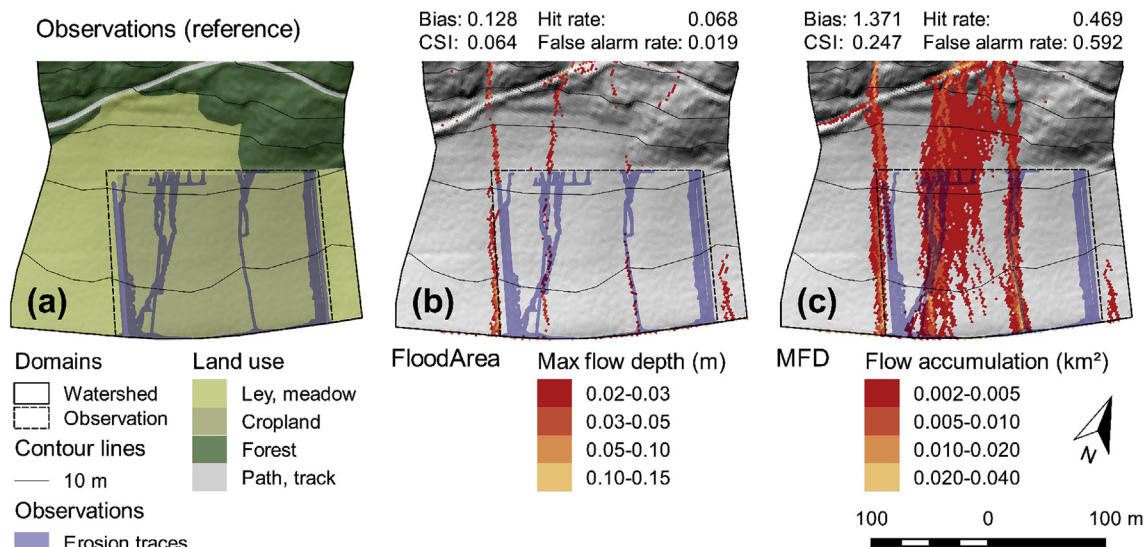 Observations (reference)
Bias: 0.128 Hit rate: 0.068
CSI: 0.064 False alarm rate: 0.019
Bias: 1.371 Hit rate: 0.469
CSI: 0.247 False alarm rate: 0.592
(a)
(b)
(c)
Domains
Watershed
Observation
Contour lines
10 m
Observations
Erosion traces
Land use
Ley, meadow
Cropland
Forest
Path, track
FloodArea
Max flow depth (m)
0.02-0.03
0.03-0.05
0.05-0.10
0.10-0.15
MFD
Flow accumulation (km²)
0.002-0.005
0.005-0.010
0.010-0.020
0.020-0.040
N
100 0 100 m